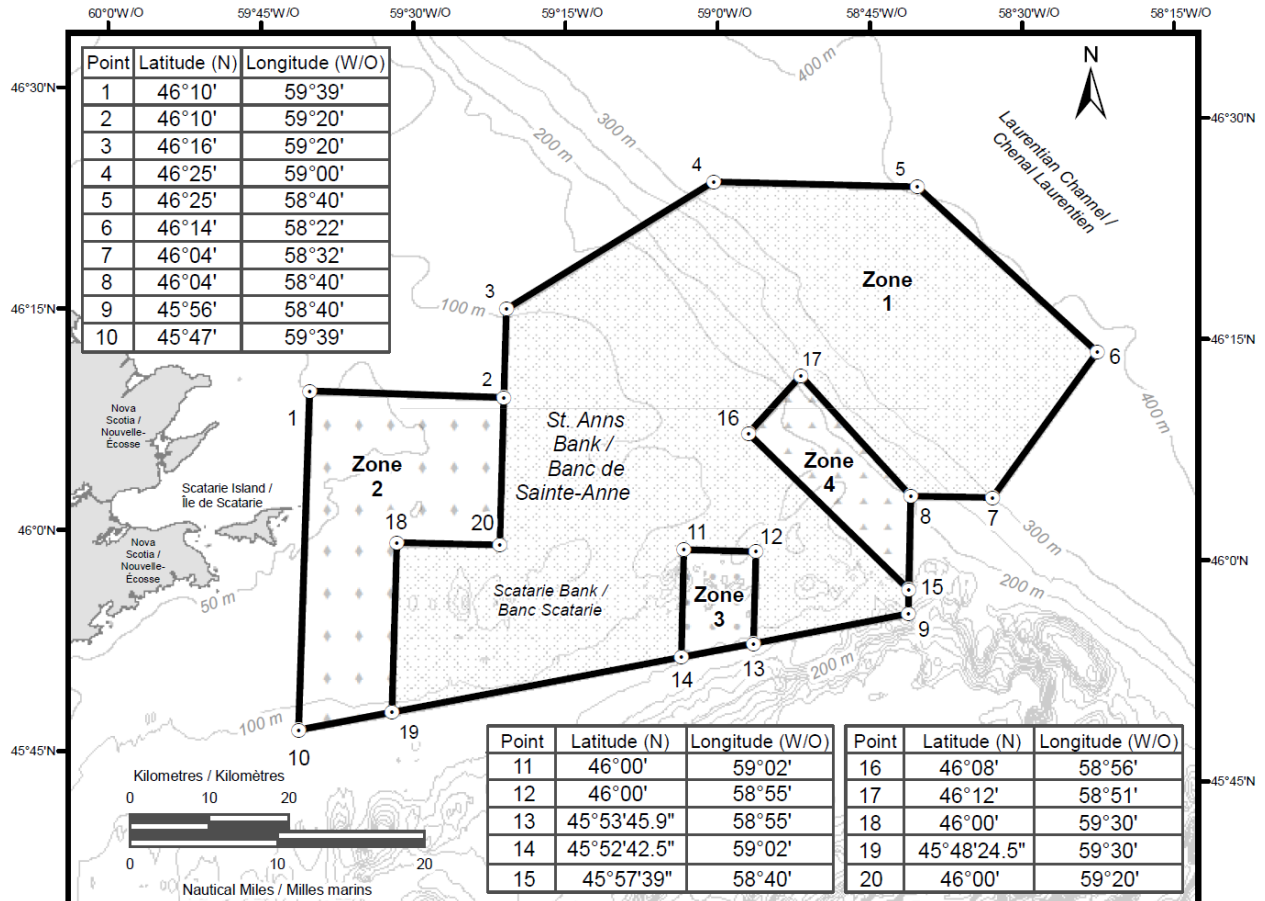 60°0'W/O 59°45'W/O 59°30'W/O 59°15'W/O 59°0'W/O 58°45'W/O 58°30'W/O 58°15'W/O
Point Latitude (N) Longitude (W/O)
1 46°10' 59°39'
2 46°10' 59°20'
3 46°16' 59°20'
4 46°25' 59°00'
5 46°25' 58°40'
6 46°14' 58°22'
7 46°04' 58°32'
8 46°04' 58°40'
9 45°56' 58°40'
10 45°47' 59°39'
46°30'N
46°15'N
46°0'N
45°45'N
46°30'N
46°15'N
46°0'N
45°45'N
N
400 m
300 m
200 m
Laurentian Channel /
Chenal Laurentien
4
5
Zone
1
3
100 m
6
17
2
1
16
400 m
St. Anns
Bank /
Banc de
Sainte-Anne
Zone
2
Zone
4
Nova
Scotia /
Nouvelle-
Écosse
Scatarie Island /
Île de Scatarie
Nova
Scotia /
Nouvelle-
Écosse
18
20
8
7
11
12
300 m
50 m
Scatarie Bank /
Banc Scatarie
Zone
3
200 m
15
9
13
14
200 m
100 m
10
19
Kilometres / Kilomètres
0 10 20
0 10 20
Nautical Miles / Milles marins
Point Latitude (N) Longitude (W/O)
11 46°00' 59°02'
12 46°00' 58°55'
13 45°53'45.9" 58°55'
14 45°52'42.5" 59°02'
15 45°57'39" 58°40'
Point Latitude (N) Longitude (W/O)
16 46°08' 58°56'
17 46°12' 58°51'
18 46°00' 59°30'
19 45°48'24.5" 59°30'
20 46°00' 59°20'